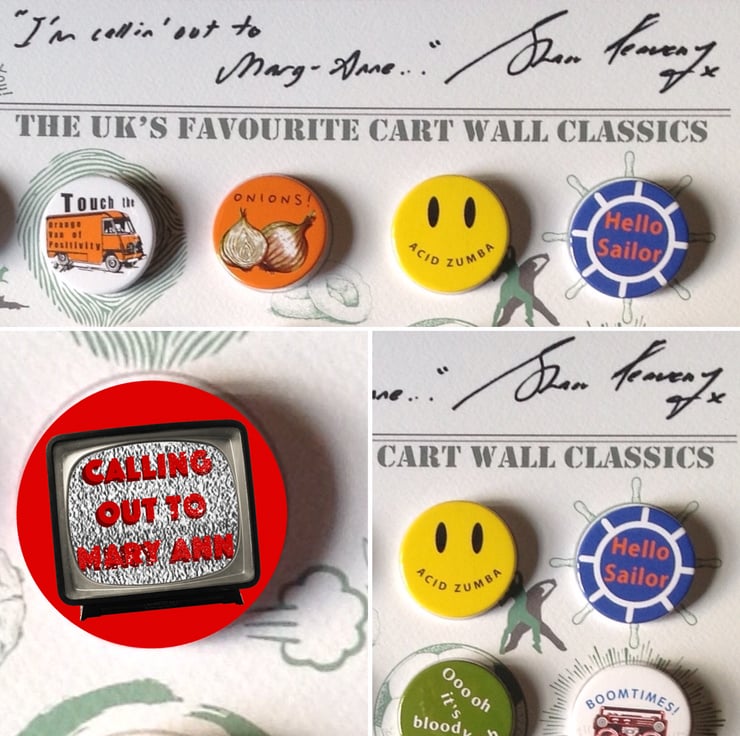 "I'm callin' out to
Mary-Anne..."
THE UK'S FAVOURITE CART WALL CLASSICS
Touch the
Orange
Van of
Positivity
ONIONS!
ACID ZUMBA
Hello
Sailor
CALLING
OUT TO
MARY ANN
ne..."
CART WALL CLASSICS
ACID ZUMBA
Hello
Sailor
Oooh
it's
bloody
BOOMTIMES!